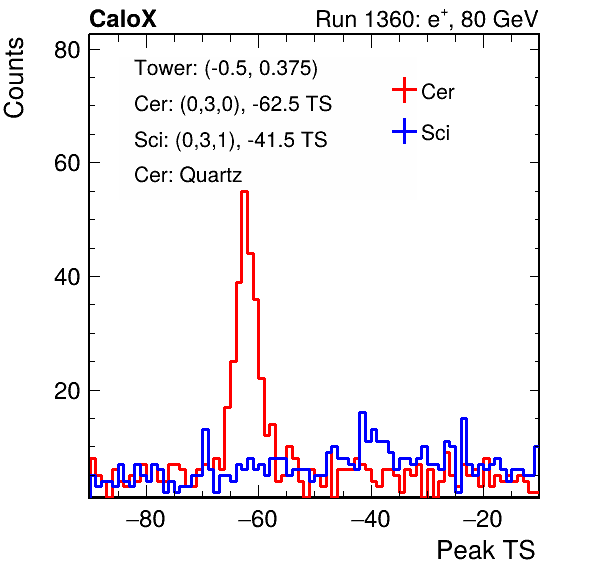 CaloX Run 1360: e⁺, 80 GeV
Counts
80
60
40
20
Tower: (-0.5, 0.375)
Cer: (0,3,0), -62.5 TS
Sci: (0,3,1), -41.5 TS
Cer: Quartz
Cer
Sci
−80 −60 −40 −20
Peak TS